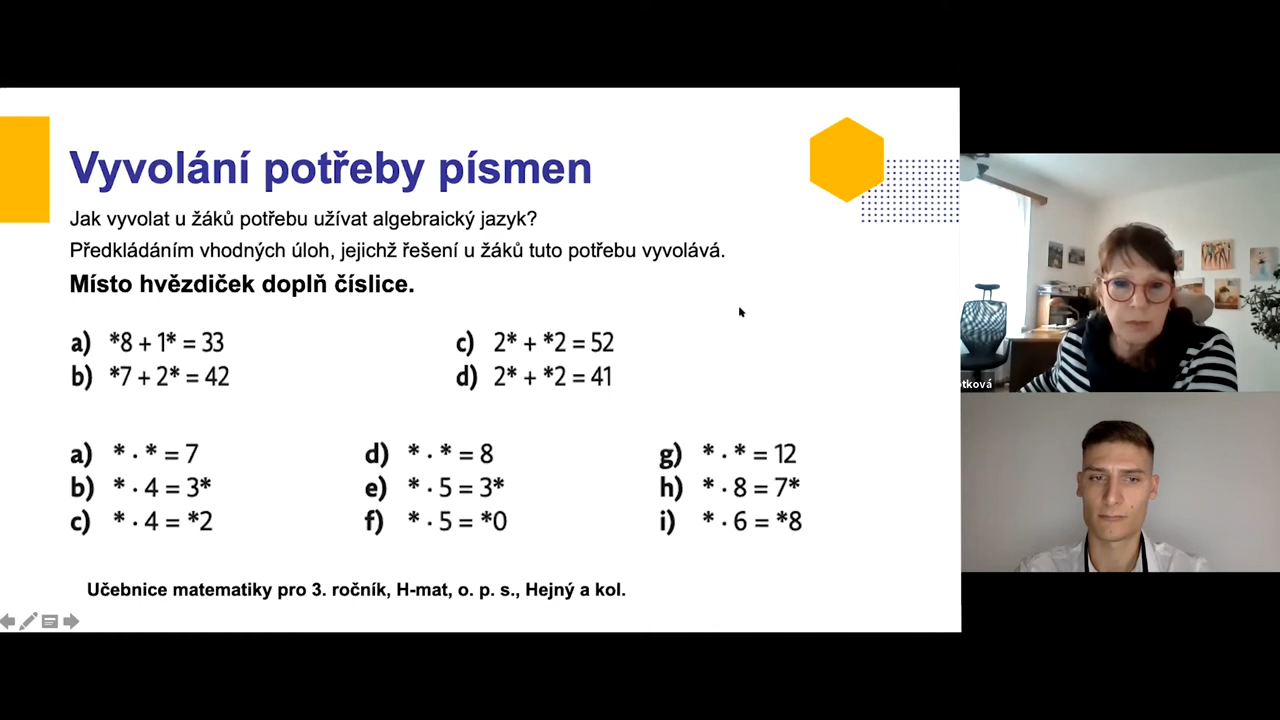 Vyvolání potřeby písmen
Jak vyvolat u žáků potřebu užívat algebraický jazyk?
Předkládáním vhodných úloh, jejichž řešení u žáků tuto potřebu vyvolává.
Místo hvězdiček doplň číslice.
a) *8 + 1* = 33
b) *7 + 2* = 42
c) 2* + *2 = 52
d) 2* + *2 = 41
a) * · * = 7
b) * · 4 = 3*
c) * · 4 = *2
d) * · * = 8
e) * · 5 = 3*
f) * · 5 = *0
g) * · * = 12
h) * · 8 = 7*
i) * · 6 = *8
Učebnice matematiky pro 3. ročník, H-mat, o. p. s., Hejný a kol.